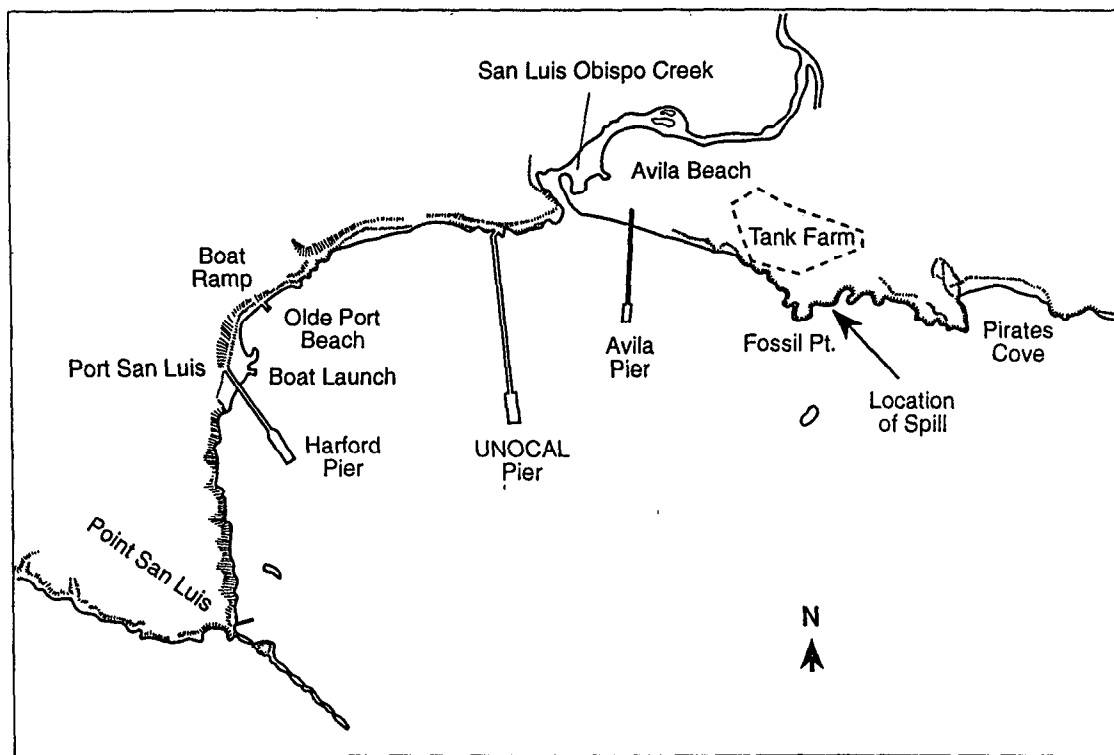 San Luis Obispo Creek
Avila Beach
Tank Farm
Boat
Ramp
Olde Port
Beach
Port San Luis
Boat Launch
Avila
Pier
Fossil Pt.
Pirates
Cove
Location
of Spill
Harford
Pier
UNOCAL
Pier
Point San Luis
N